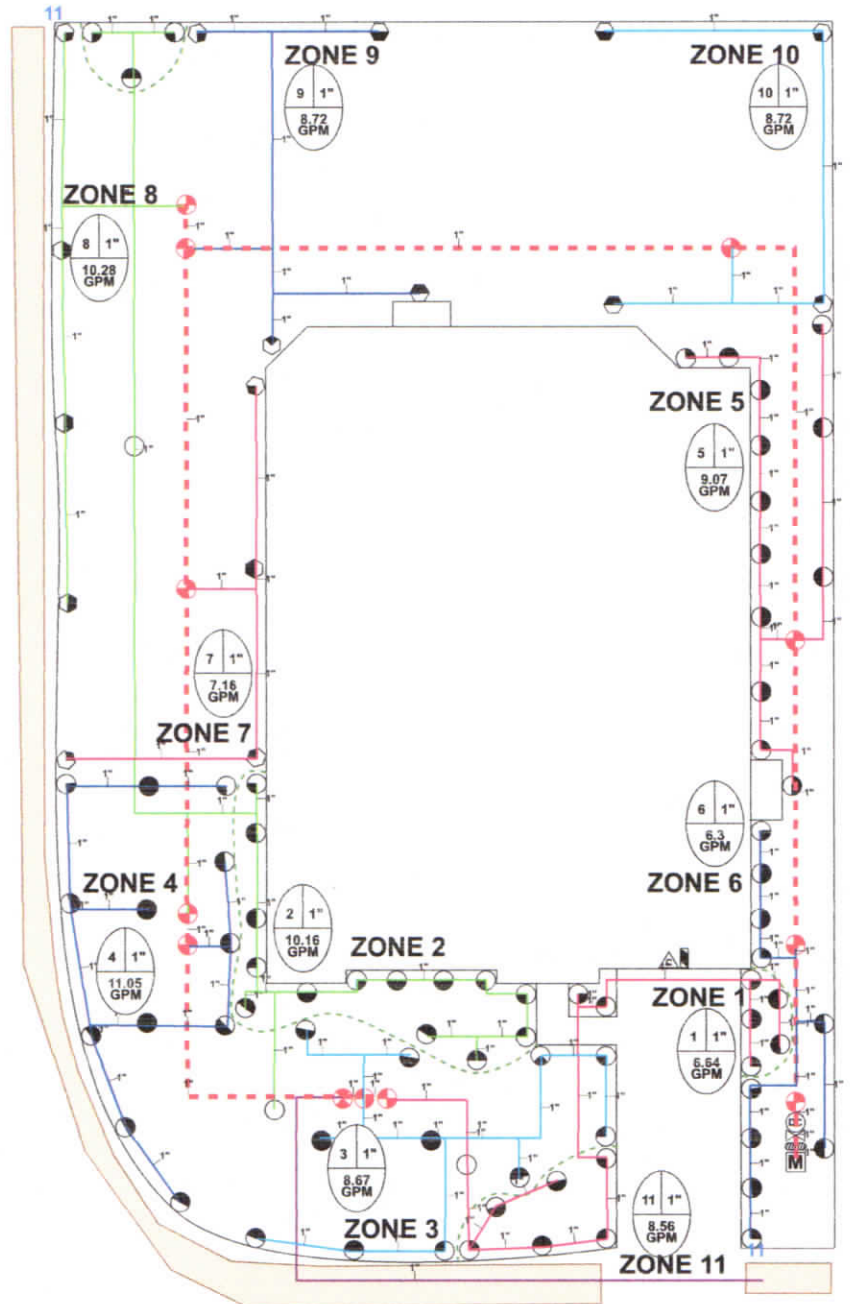 11
ZONE 9
9 1"
8.72
GPM
ZONE 10
10 1"
8.72
GPM
ZONE 8
8 1"
10.28
GPM
ZONE 5
5 1"
9.07
GPM
7 1"
7.16
GPM
ZONE 7
6 1"
6.3
GPM
ZONE 6
ZONE 4
4 1"
11.05
GPM
2 1"
10.16
GPM
ZONE 2
ZONE 1
1 1"
6.64
GPM
M
3 1"
8.67
GPM
ZONE 3
11 1"
8.56
GPM
11
ZONE 11
1"